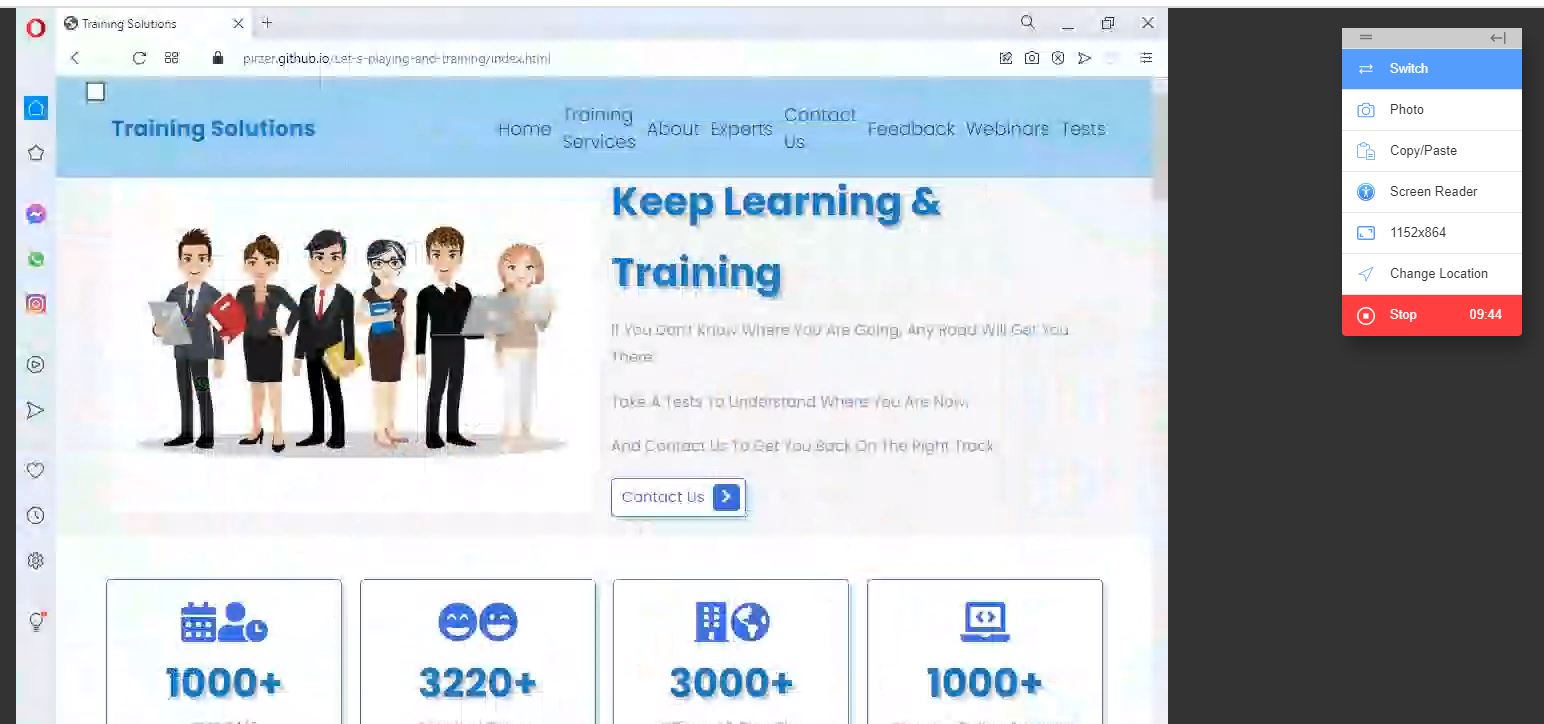 Training Solutions
pirzer.github.io/Let-s-playing-and-training/index.html
Training Solutions
Home
Training
Services
About
Experts
Contact
Us
Feedback
Webinars
Tests
Keep Learning &
Training
If You Don't Know Where You Are Going, Any Road Will Get You
There
Take A Tests To Understand Where You Are Now,
And Contact Us To Get You Back On The Right Track
Contact Us
1000+
3220+
3000+
1000+
Switch
Photo
Copy/Paste
Screen Reader
1152x864
Change Location
Stop 09:44